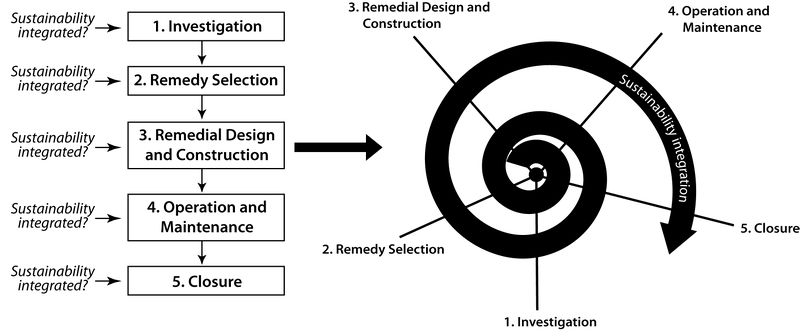 Sustainability
integrated?
1. Investigation
Sustainability
integrated?
2. Remedy Selection
Sustainability
integrated?
3. Remedial Design
and Construction
Sustainability
integrated?
4. Operation and
Maintenance
Sustainability
integrated?
5. Closure
3. Remedial Design and
Construction
4. Operation and
Maintenance
Sustainability integration
5. Closure
2. Remedy Selection
1. Investigation